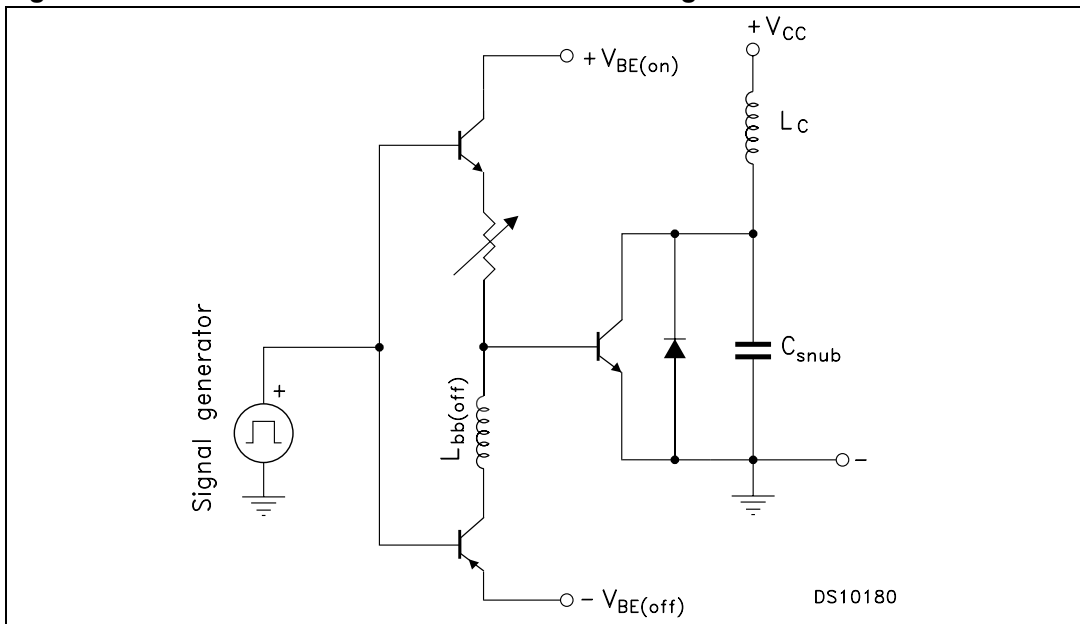 + V_CC
+ V_BE(on)
L_C
Signal generator
+
L_bb(off)
C_snub
-
- V_BE(off)
DS10180